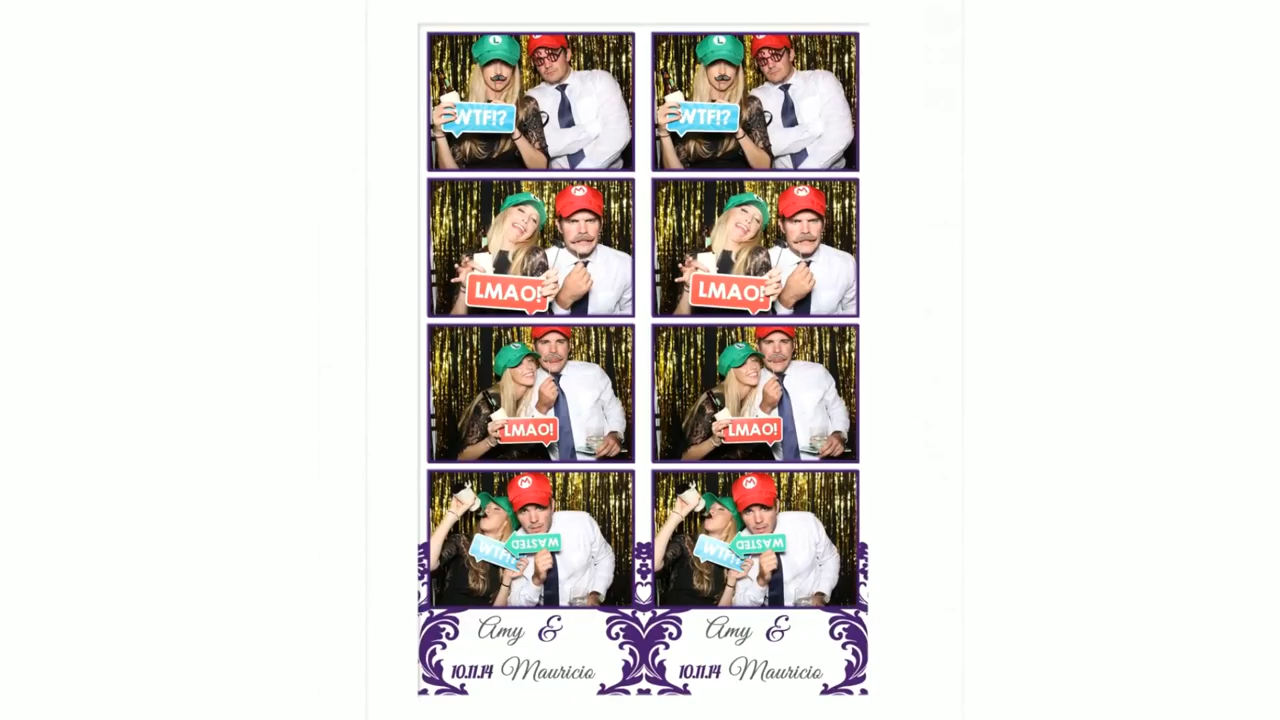 L
WTF!?
L
WTF!?
L M
LMAO!
L M
LMAO!
L
LMAO!
L
LMAO!
M
WTF!? WASTED
M
WTF!? WASTED
Amy & Amy &
10.11.14 Mauricio 10.11.14 Mauricio